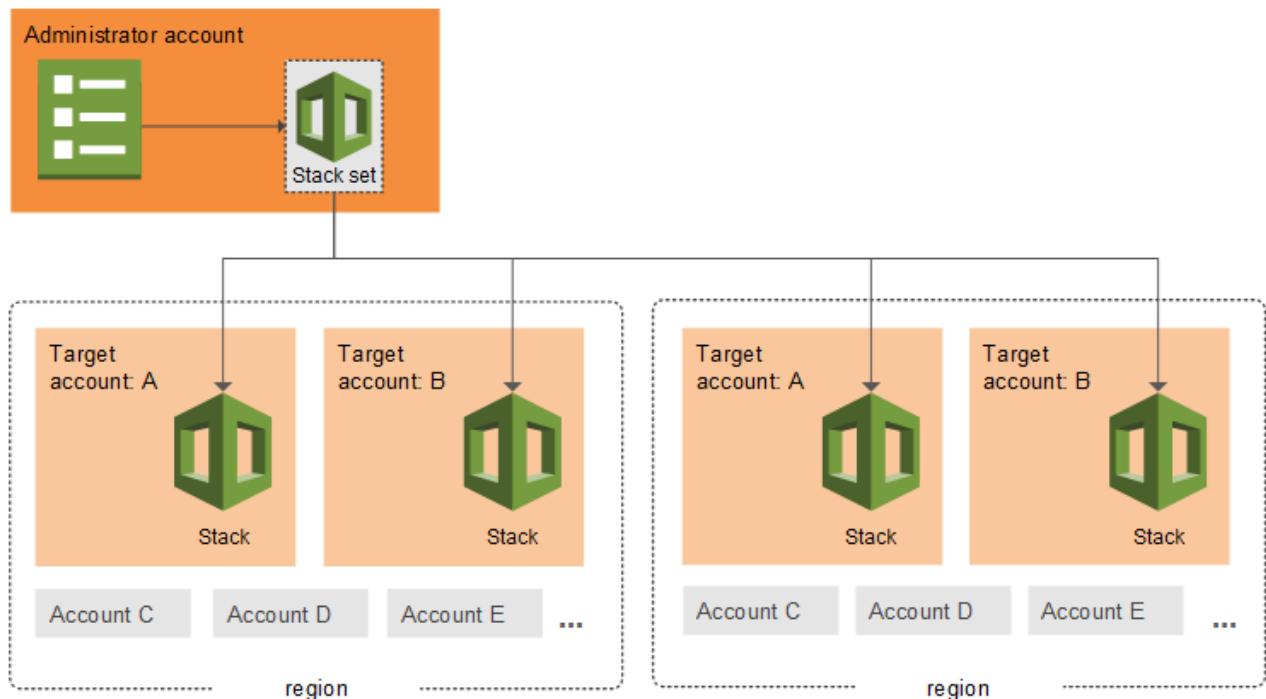 Administrator account
Stack set
Target
account: A
Stack
Target
account: B
Stack
Account C
Account D
Account E
...
region
Target
account: A
Stack
Target
account: B
Stack
Account C
Account D
Account E
...
region